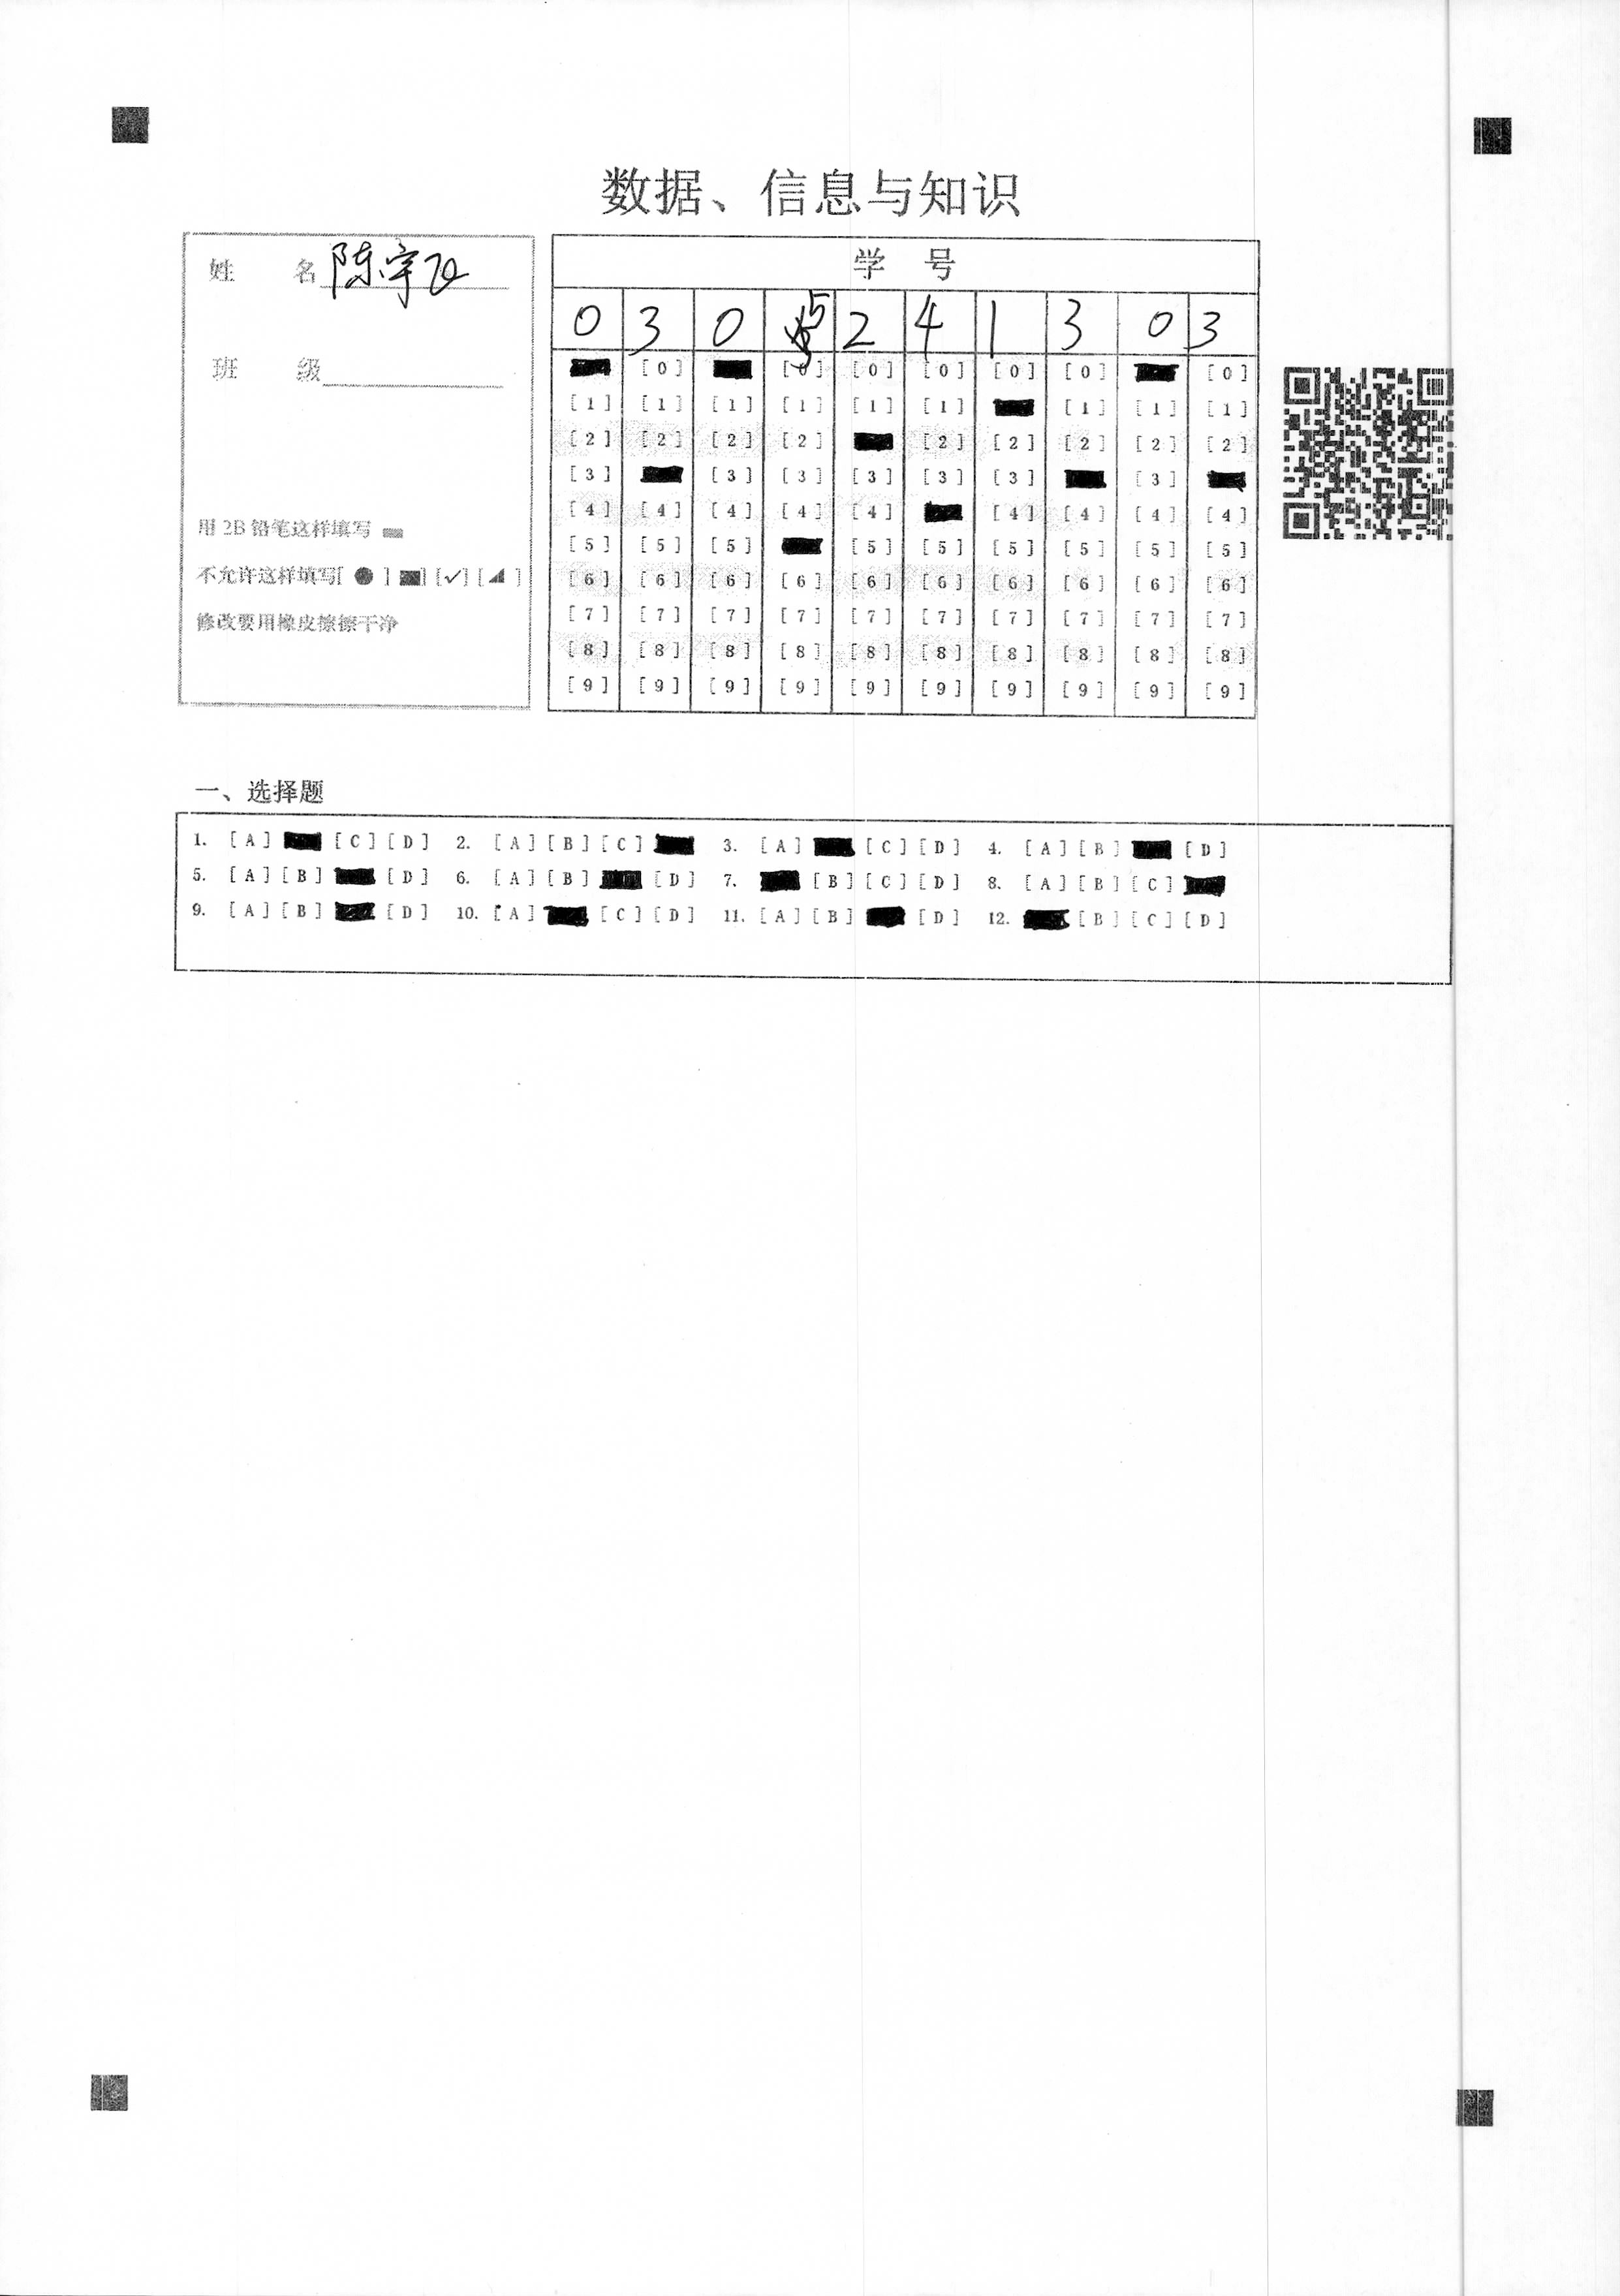 数据、信息与知识
姓 名 陈宇
班 级
用 2B 铅笔这样填写
不允许这样填写[ ● ] [■] [✓] [◢ ]
修改要用橡皮擦擦干净
学 号
0 3 0 5 2 4 1 3 0 3
[0] [0] [0] [0] [0] [0] [0]
[1] [1] [1] [1] [1] [1] [1] [1] [1]
[2] [2] [2] [2] [2] [2] [2] [2] [2]
[3] [3] [3] [3] [3] [3] [3]
[4] [4] [4] [4] [4] [4] [4] [4] [4]
[5] [5] [5] [5] [5] [5] [5] [5] [5]
[6] [6] [6] [6] [6] [6] [6] [6] [6] [6]
[7] [7] [7] [7] [7] [7] [7] [7] [7] [7]
[8] [8] [8] [8] [8] [8] [8] [8] [8] [8]
[9] [9] [9] [9] [9] [9] [9] [9] [9] [9]
一、选择题
1. [A] [C] [D] 2. [A] [B] [C] 3. [A] [C] [D] 4. [A] [B] [D]
5. [A] [B] [D] 6. [A] [B] [D] 7. [B] [C] [D] 8. [A] [B] [C]
9. [A] [B] [D] 10. [A] [C] [D] 11. [A] [B] [D] 12. [B] [C] [D]